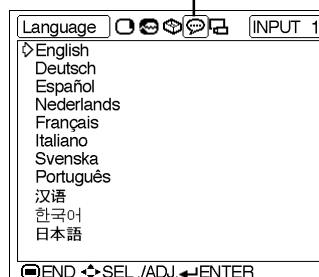 Language INPUT 1
English
Deutsch
Español
Nederlands
Français
Italiano
Svenska
Português
汉语
한국어
日本語
END SEL./ADJ. ENTER